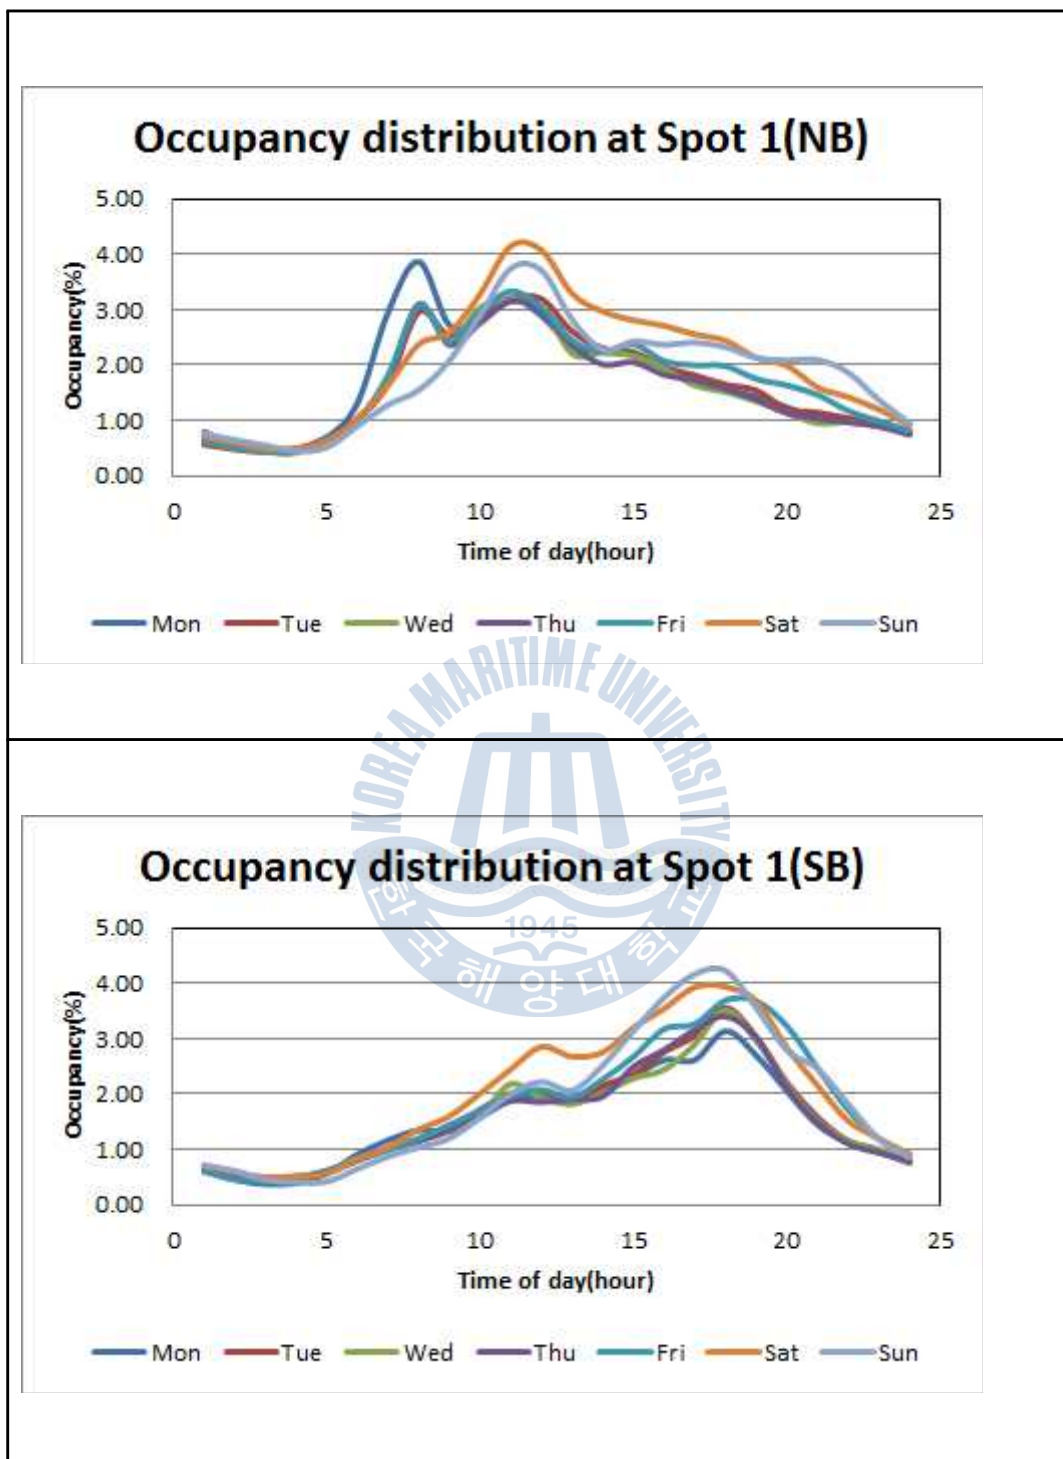 Occupancy distribution at Spot 1(NB)
Occupancy(%)
5.00
4.00
3.00
2.00
1.00
0.00
0 5 10 15 20 25
Time of day(hour)
Mon Tue Wed Thu Fri Sat Sun
KOREA MARITIME UNIVERSITY
Occupancy distribution at Spot 1(SB)
1945
한국해양대학교
Occupancy(%)
5.00
4.00
3.00
2.00
1.00
0.00
0 5 10 15 20 25
Time of day(hour)
Mon Tue Wed Thu Fri Sat Sun